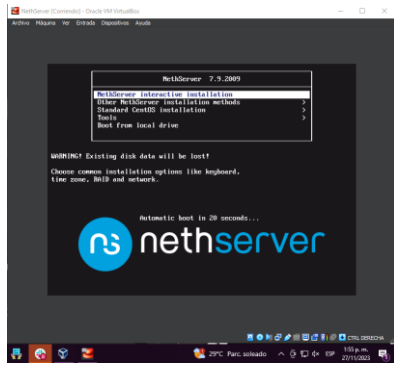 NethServer (Corriendo) - Oracle VM VirtualBox
Archivo Máquina Ver Entrada Dispositivos Ayuda
NethServer 7.9.2009
NethServer interactive installation
Other NethServer installation methods >
Standard CentOS installation >
Tools >
Boot from local drive
WARNING! Existing disk data will be lost!
Choose common installation options like keyboard,
time zone, RAID and network.
Automatic boot in 20 seconds...
ns nethserver
CTRL DERECHA
29°C Parc. soleado ESP 1:55 p. m.
27/11/2023